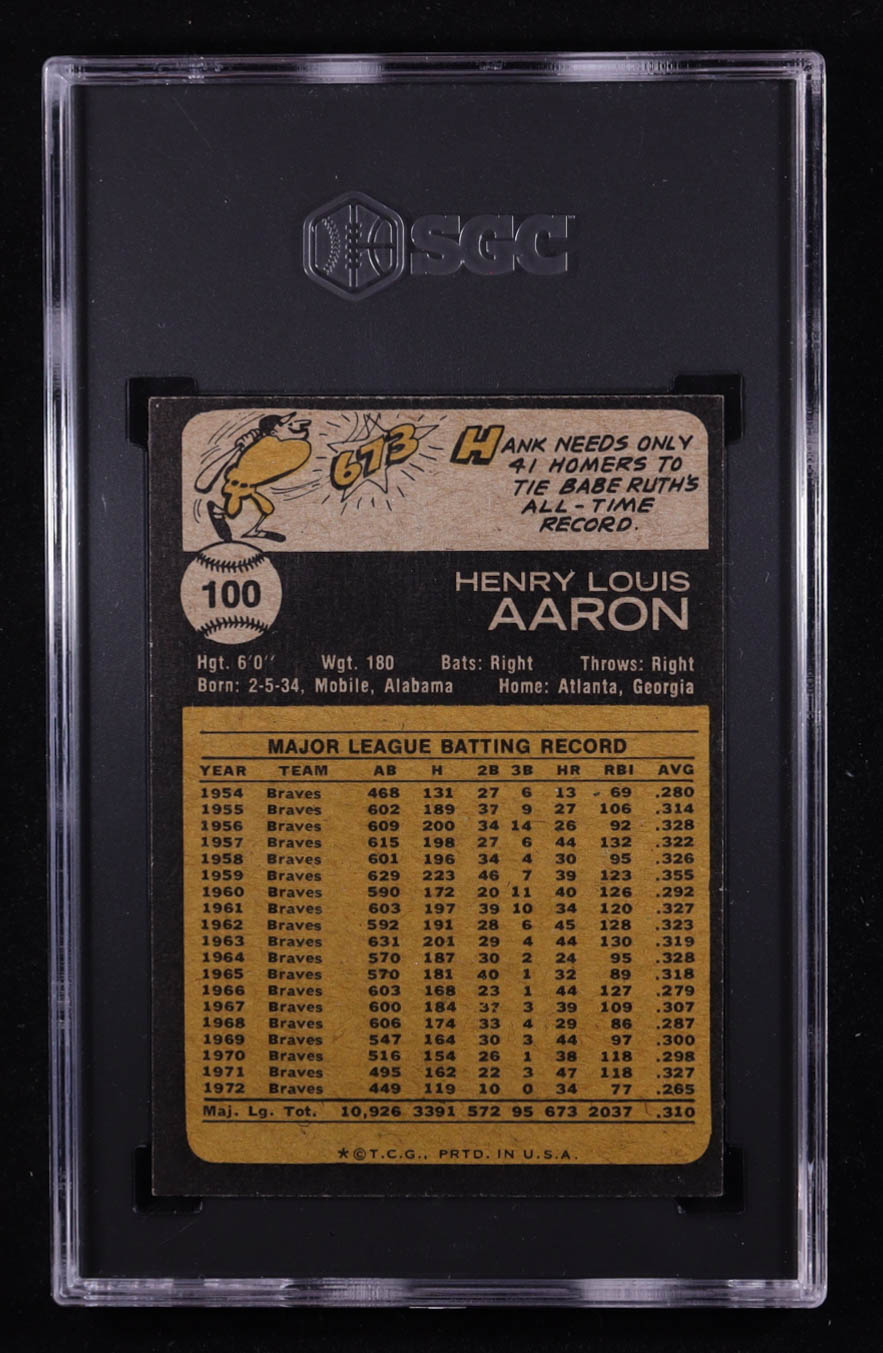 SGC
673
HANK NEEDS ONLY
41 HOMERS TO
TIE BABE RUTH'S
ALL-TIME
RECORD.
100
HENRY LOUIS
AARON
Hgt. 6'0'' Wgt. 180 Bats: Right Throws: Right
Born: 2-5-34, Mobile, Alabama Home: Atlanta, Georgia
MAJOR LEAGUE BATTING RECORD
YEAR TEAM AB H 2B 3B HR RBI AVG
1954 Braves 468 131 27 6 13 69 .280
1955 Braves 602 189 37 9 27 106 .314
1956 Braves 609 200 34 14 26 92 .328
1957 Braves 615 198 27 6 44 132 .322
1958 Braves 601 196 34 4 30 95 .326
1959 Braves 629 223 46 7 39 123 .355
1960 Braves 590 172 20 11 40 126 .292
1961 Braves 603 197 39 10 34 120 .327
1962 Braves 592 191 28 6 45 128 .323
1963 Braves 631 201 29 4 44 130 .319
1964 Braves 570 187 30 2 24 95 .328
1965 Braves 570 181 40 1 32 89 .318
1966 Braves 603 168 23 1 44 127 .279
1967 Braves 600 184 37 3 39 109 .307
1968 Braves 606 174 33 4 29 86 .287
1969 Braves 547 164 30 3 44 97 .300
1970 Braves 516 154 26 1 38 118 .298
1971 Braves 495 162 22 3 47 118 .327
1972 Braves 449 119 10 0 34 77 .265
Maj. Lg. Tot. 10,926 3391 572 95 673 2037 .310
*©T.C.G., PRTD. IN U.S.A.